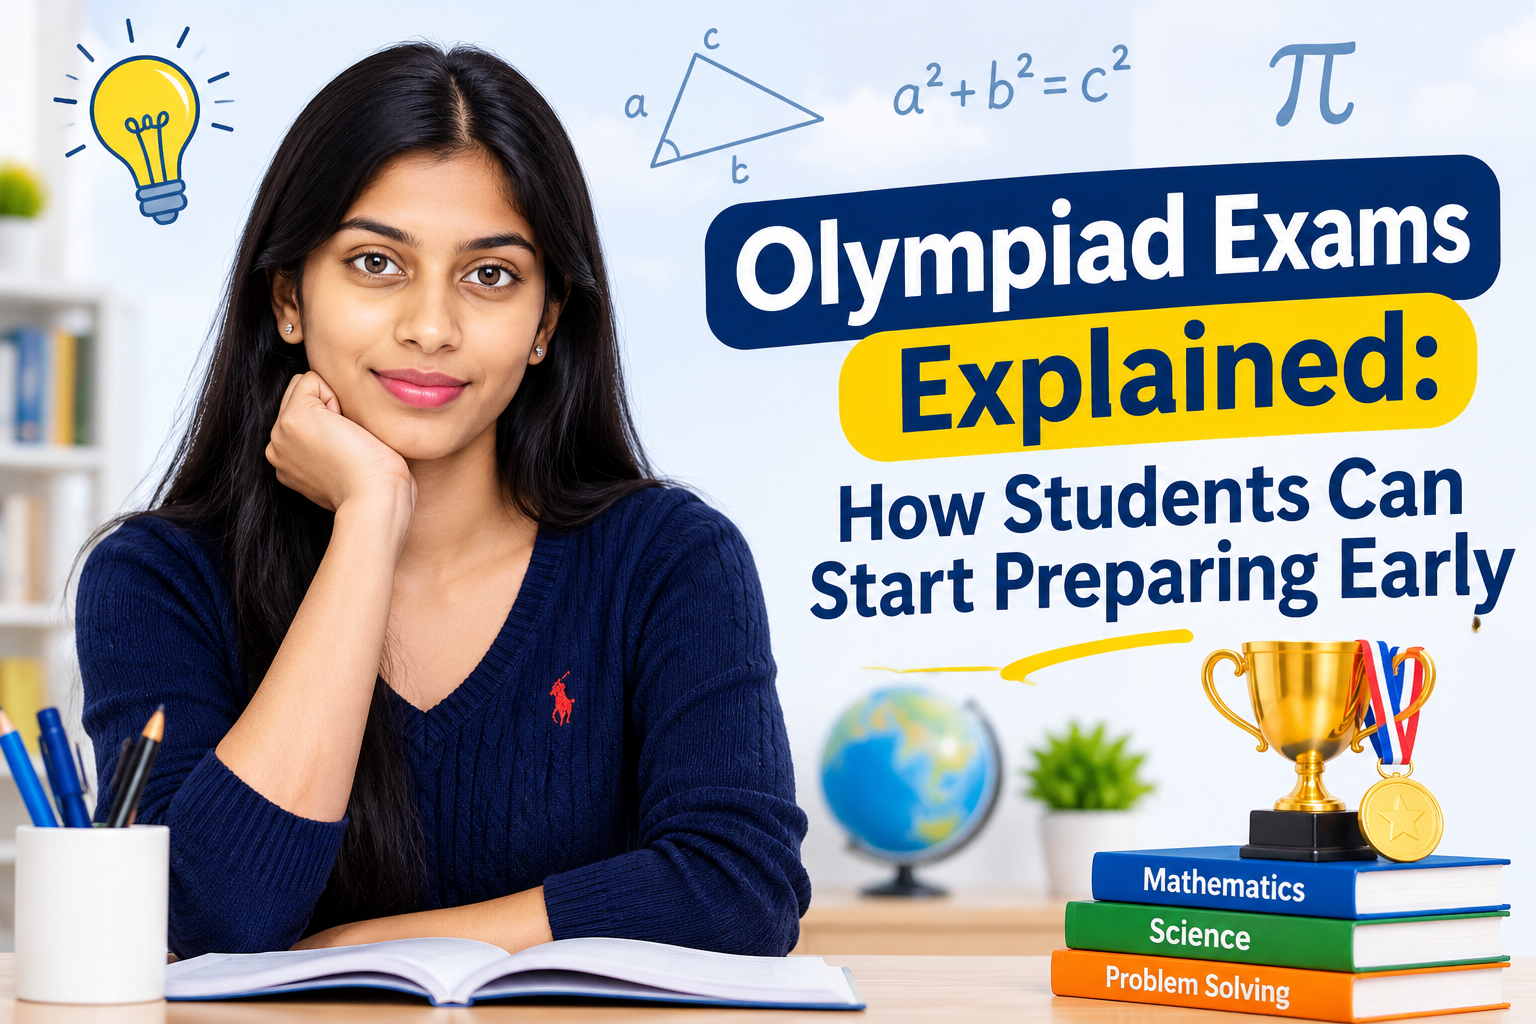 c
a
b
a² + b² = c²
π
Olympiad Exams
Explained:
How Students Can
Start Preparing Early
Mathematics
Science
Problem Solving